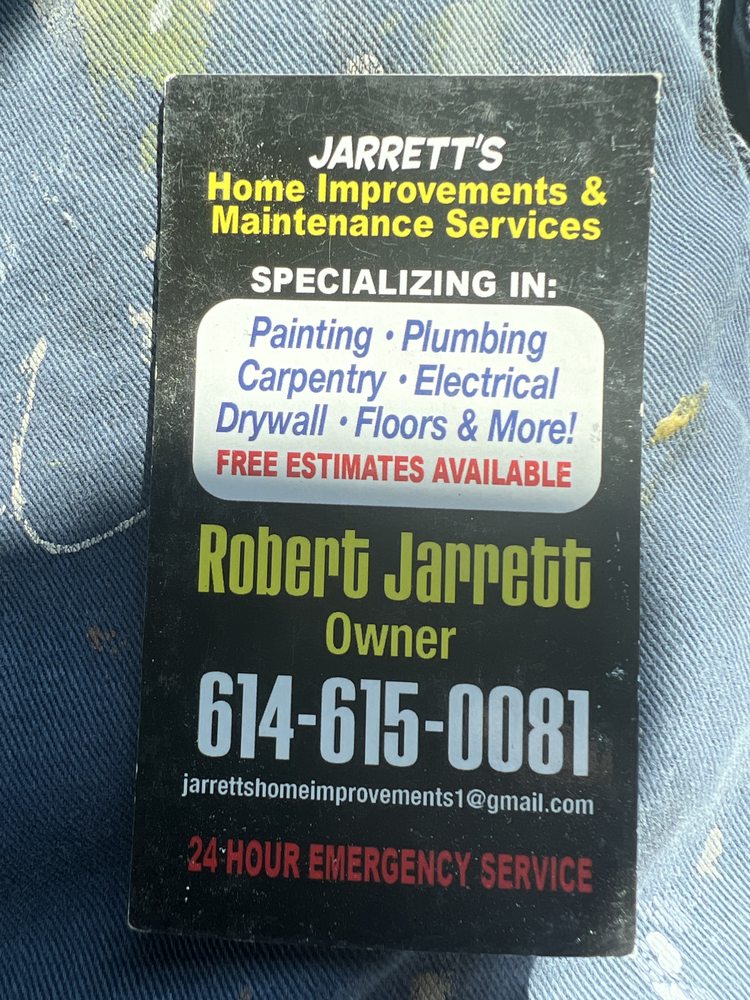 JARRETT'S
Home Improvements &
Maintenance Services
SPECIALIZING IN:
Painting • Plumbing
Carpentry • Electrical
Drywall • Floors & More!
FREE ESTIMATES AVAILABLE
Robert Jarrett
Owner
614-615-0081
jarrettshomeimprovements1@gmail.com
24 HOUR EMERGENCY SERVICE